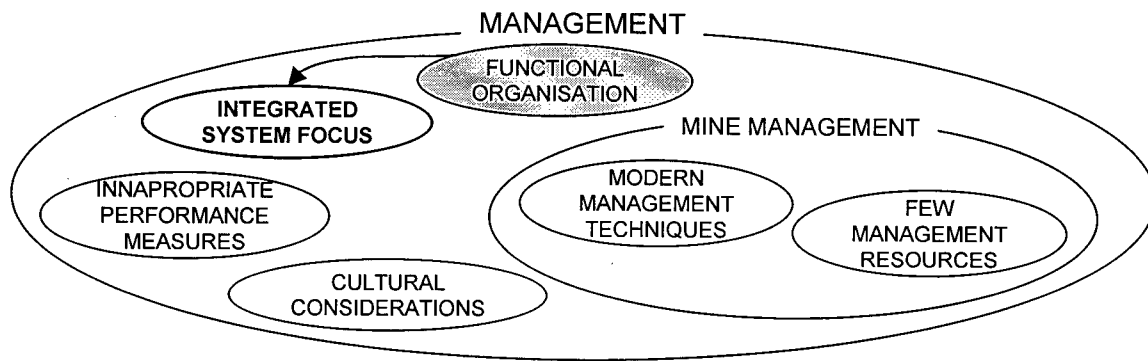 MANAGEMENT
FUNCTIONAL
ORGANISATION
INTEGRATED
SYSTEM FOCUS
MINE MANAGEMENT
INNAPROPRIATE
PERFORMANCE
MEASURES
MODERN
MANAGEMENT
TECHNIQUES
FEW
MANAGEMENT
RESOURCES
CULTURAL
CONSIDERATIONS